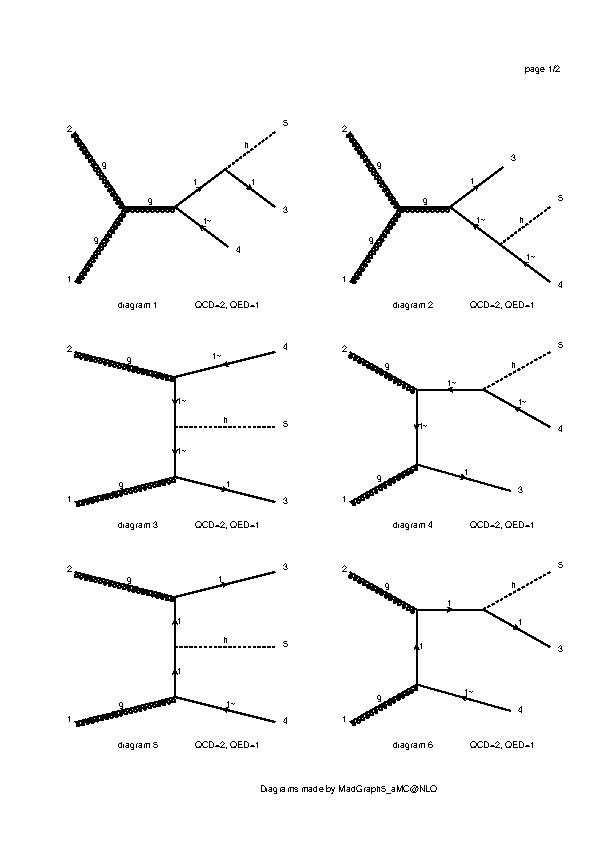 page 1/2
2
g
g
g
1
1
1~
h
1
5
3
4
diagram 1 QCD=2, QED=1
2
g
g
g
1
1
1~
h
1~
3
5
4
diagram 2 QCD=2, QED=1
2
g
1~
4
1~
h
5
1~
1
g
1
3
diagram 3 QCD=2, QED=1
2
g
1~
h
5
1~
4
1~
g
1
1
3
diagram 4 QCD=2, QED=1
2
g
1
3
1
h
5
1
g
1
1~
4
diagram 5 QCD=2, QED=1
2
g
1
h
5
1
3
1
g
1
1~
4
diagram 6 QCD=2, QED=1
Diagrams made by MadGraph5_aMC@NLO